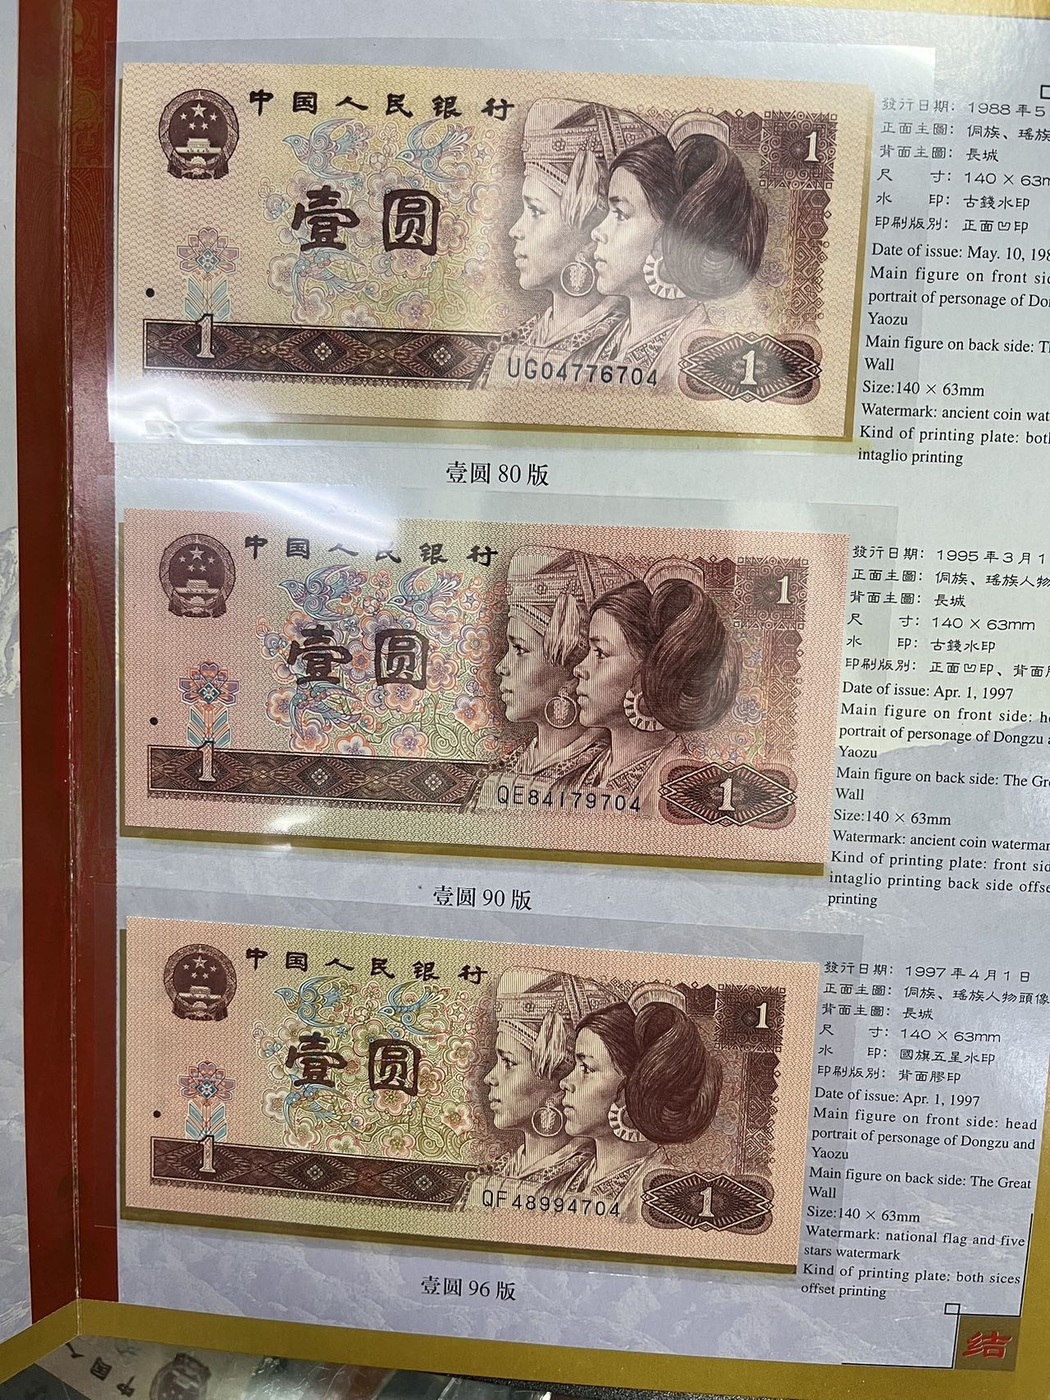 中国人民银行
壹圆
1
1
1
UG04776704
發行日期: 1988 年 5
正面主圖: 侗族、瑤族
背面主圖: 長城
尺 寸: 140 × 63m
水 印: 古錢水印
印刷版別: 正面凹印
Date of issue: May. 10, 198
Main figure on front sid
portrait of personage of Do
Yaozu
Main figure on back side: T
Wall
Size:140 × 63mm
Watermark: ancient coin wat
Kind of printing plate: both
intaglio printing
壹圆 80 版
中国人民银行
壹圆
1
1
1
QE84179704
發行日期: 1995 年 3 月 1
正面主圖: 侗族、瑤族人物
背面主圖: 長城
尺 寸: 140 × 63mm
水 印: 古錢水印
印刷版別: 正面凹印、背面
Date of issue: Apr. 1, 1997
Main figure on front side: he
portrait of personage of Dongzu a
Yaozu
Main figure on back side: The Gre
Wall
Size:140 × 63mm
Watermark: ancient coin watermar
Kind of printing plate: front sid
intaglio printing back side offse
printing
壹圆 90 版
中国人民银行
壹圆
1
1
1
QF48994704
發行日期: 1997 年 4 月 1 日
正面主圖: 侗族、瑤族人物頭像
背面主圖: 長城
尺 寸: 140 × 63mm
水 印: 國旗五星水印
印刷版別: 背面膠印
Date of issue: Apr. 1, 1997
Main figure on front side: head
portrait of personage of Dongzu and
Yaozu
Main figure on back side: The Great
Wall
Size:140 × 63mm
Watermark: national flag and five
stars watermark
Kind of printing plate: both sices
offset printing
壹圆 96 版
结
中国